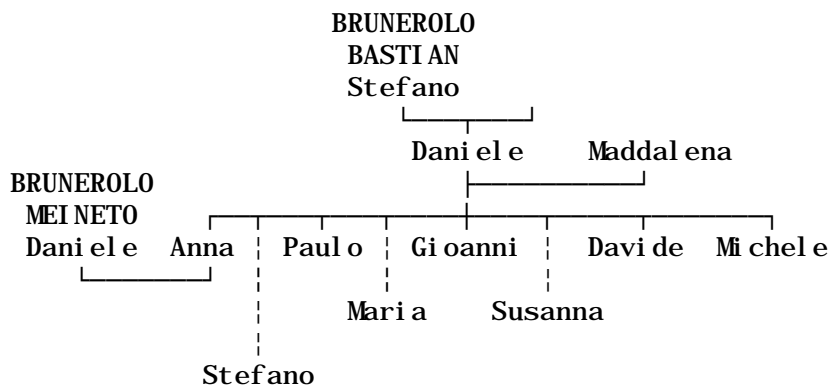 BRUNEROLO
BASTIAN
Stefano
Daniele Maddalena
BRUNEROLO
MEINETO
Daniele Anna Paulo Gioanni Davide Michele
Maria Susanna
Stefano